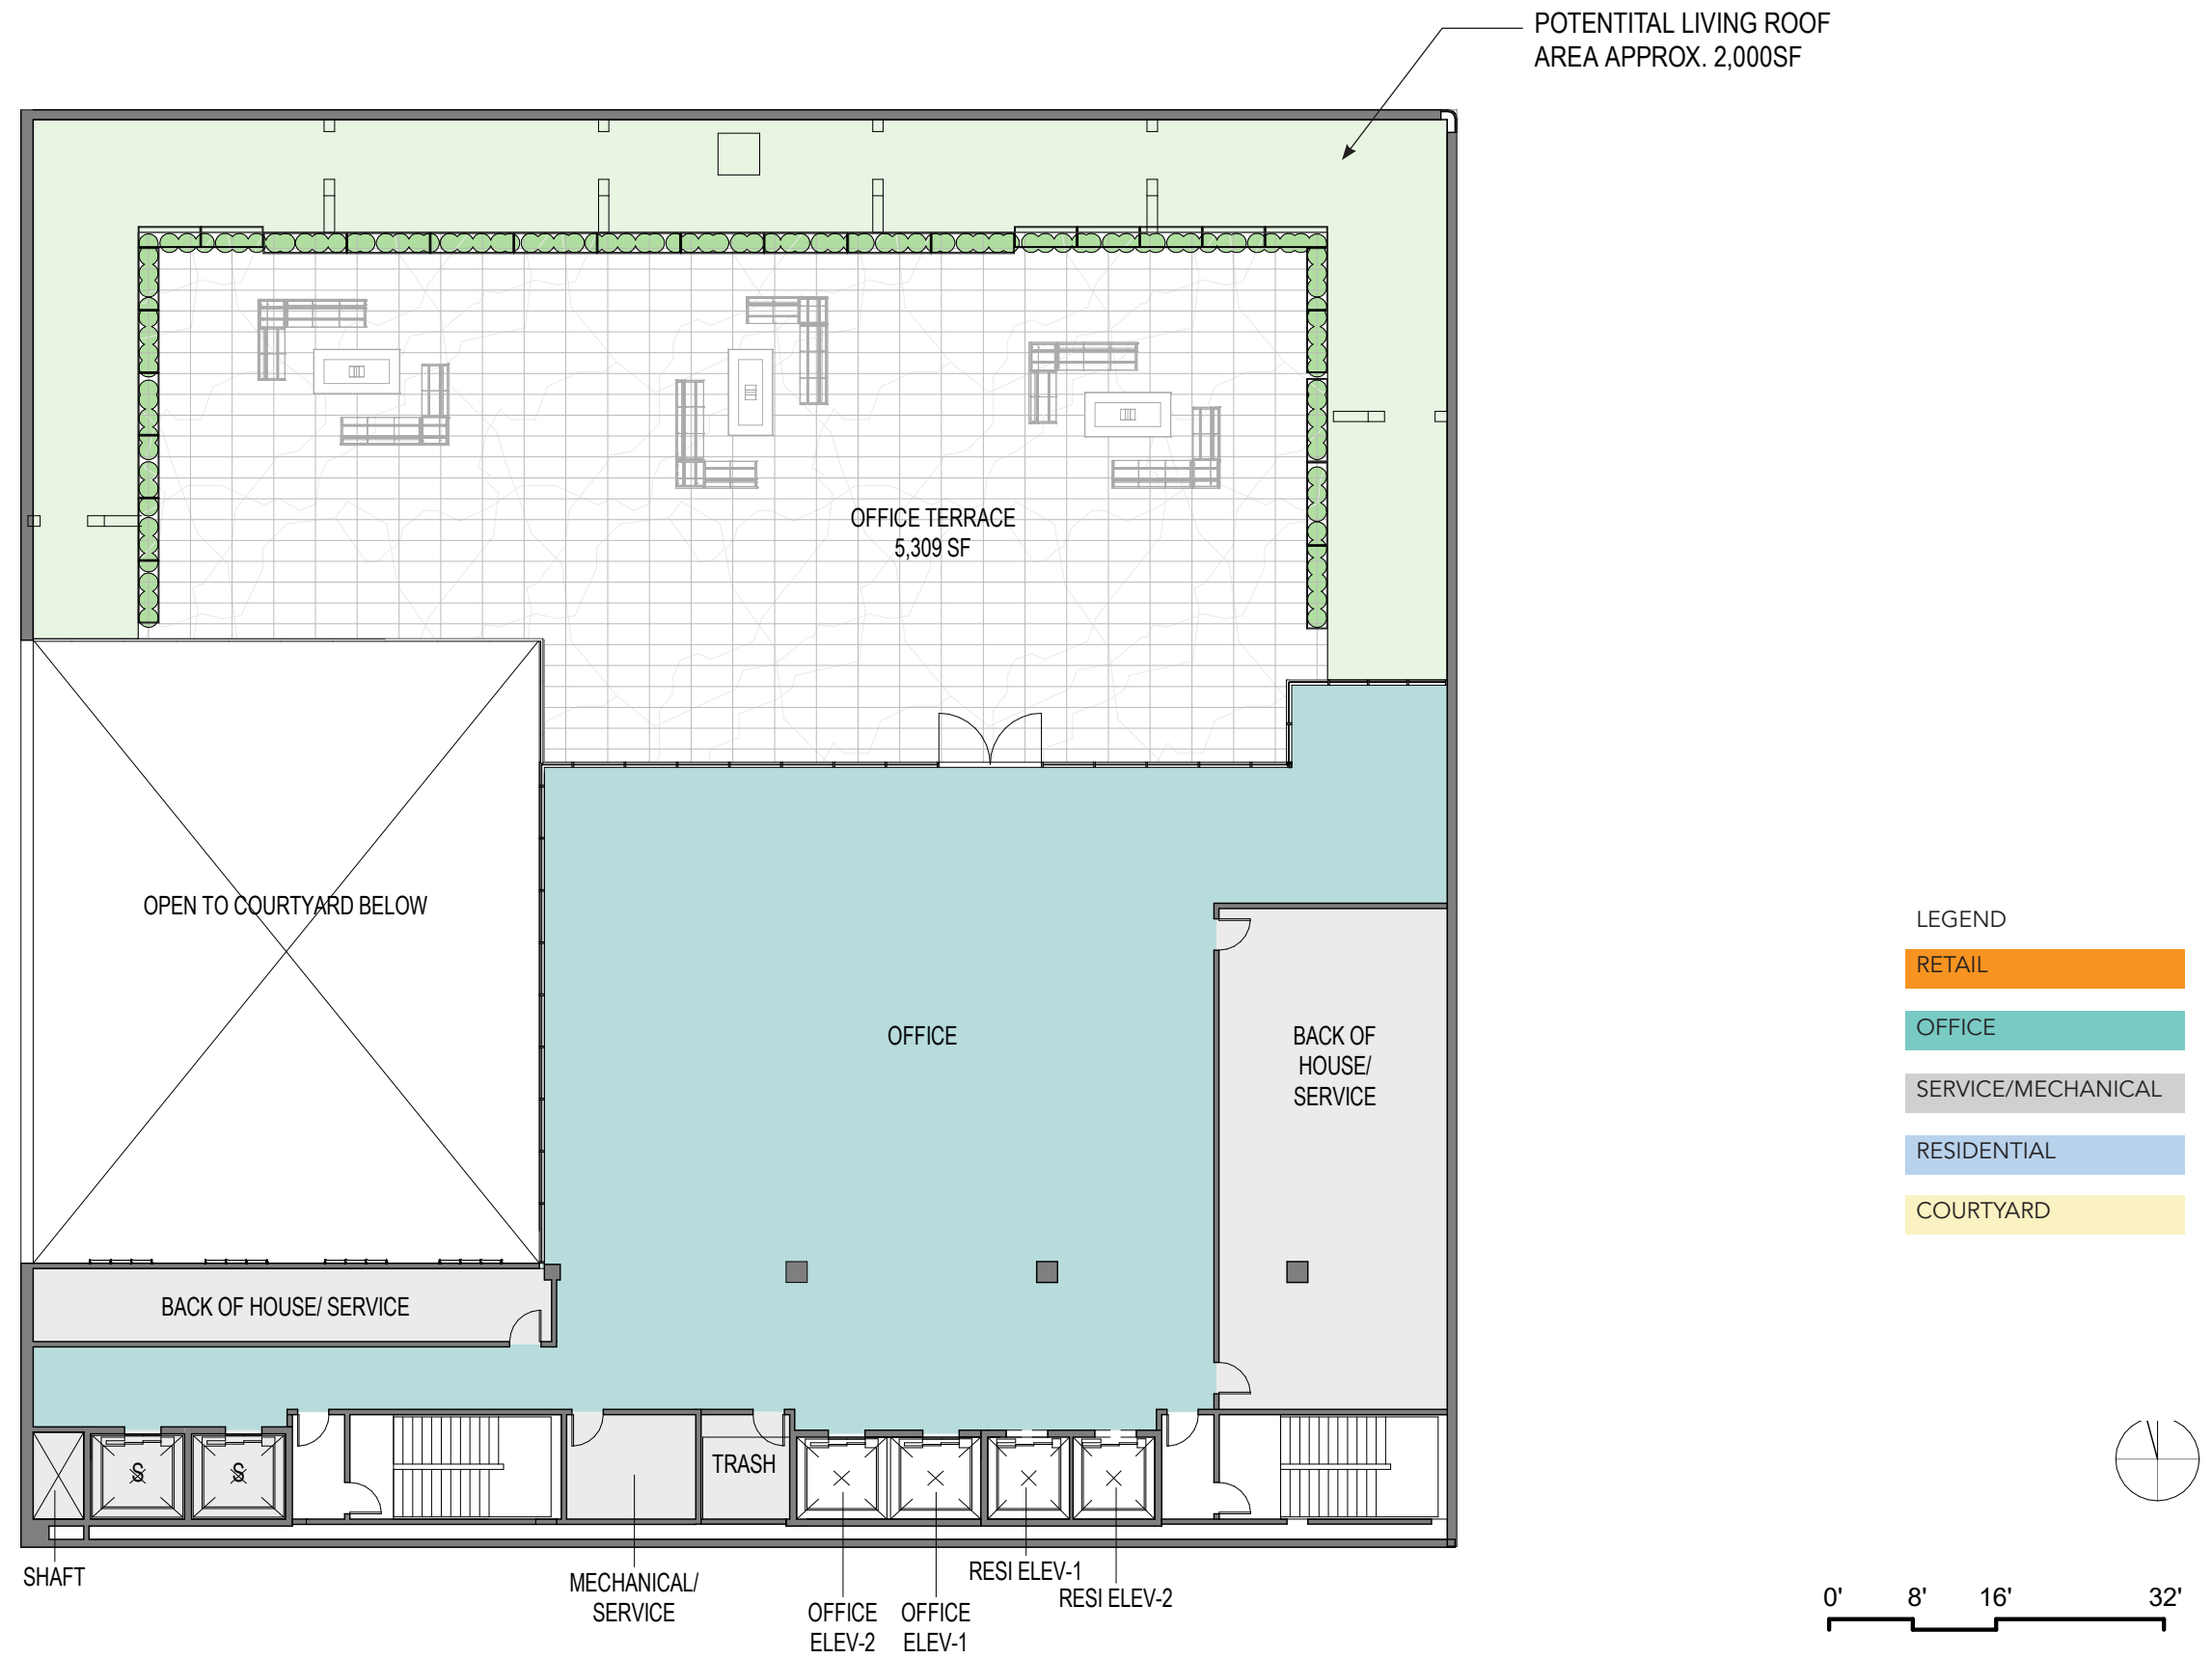 POTENTITAL LIVING ROOF
AREA APPROX. 2,000SF
OFFICE TERRACE
5,309 SF
OPEN TO COURTYARD BELOW
OFFICE
BACK OF
HOUSE/
SERVICE
BACK OF HOUSE/ SERVICE
S
S
TRASH
SHAFT
MECHANICAL/
SERVICE
OFFICE
ELEV-2
OFFICE
ELEV-1
RESI ELEV-1
RESI ELEV-2
LEGEND
RETAIL
OFFICE
SERVICE/MECHANICAL
RESIDENTIAL
COURTYARD
0' 8' 16' 32'